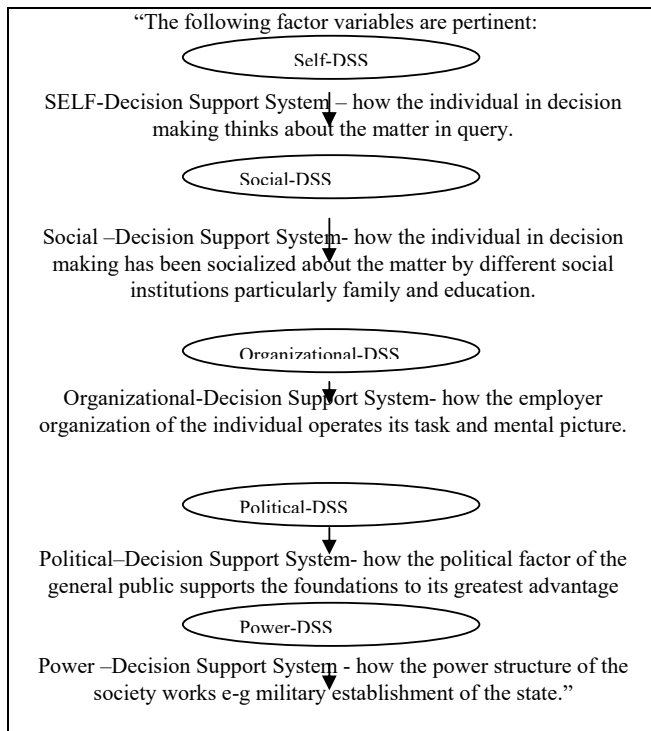 “The following factor variables are pertinent:
Self-DSS
SELF-Decision Support System – how the individual in decision
making thinks about the matter in query.
Social-DSS
Social –Decision Support System- how the individual in decision
making has been socialized about the matter by different social
institutions particularly family and education.
Organizational-DSS
Organizational-Decision Support System- how the employer
organization of the individual operates its task and mental picture.
Political-DSS
Political–Decision Support System- how the political factor of the
general public supports the foundations to its greatest advantage
Power-DSS
Power –Decision Support System - how the power structure of the
society works e-g military establishment of the state.”